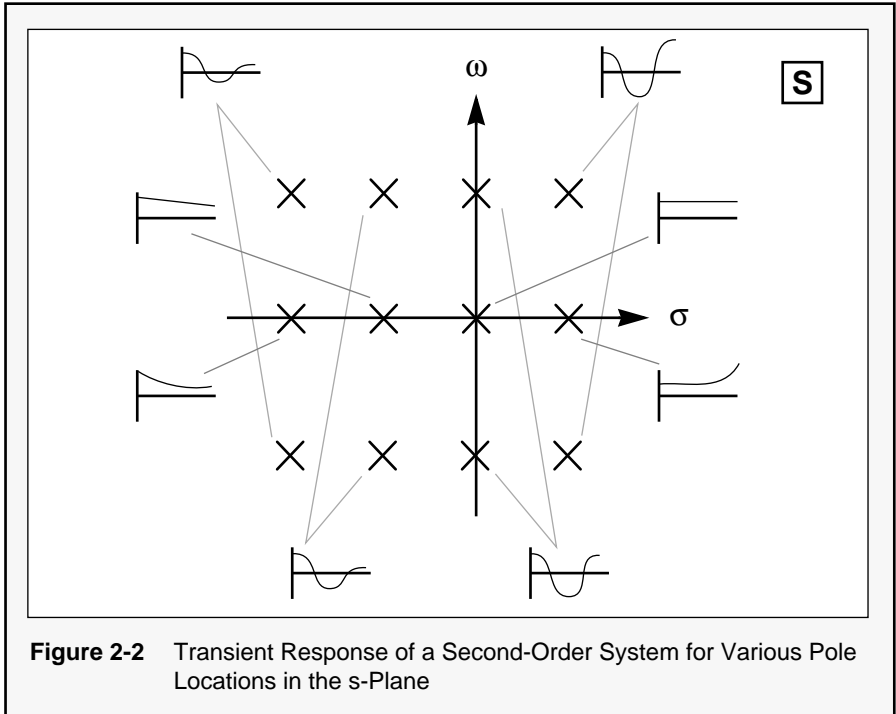 ω
S
σ
Figure 2-2 Transient Response of a Second-Order System for Various Pole
Locations in the s-Plane